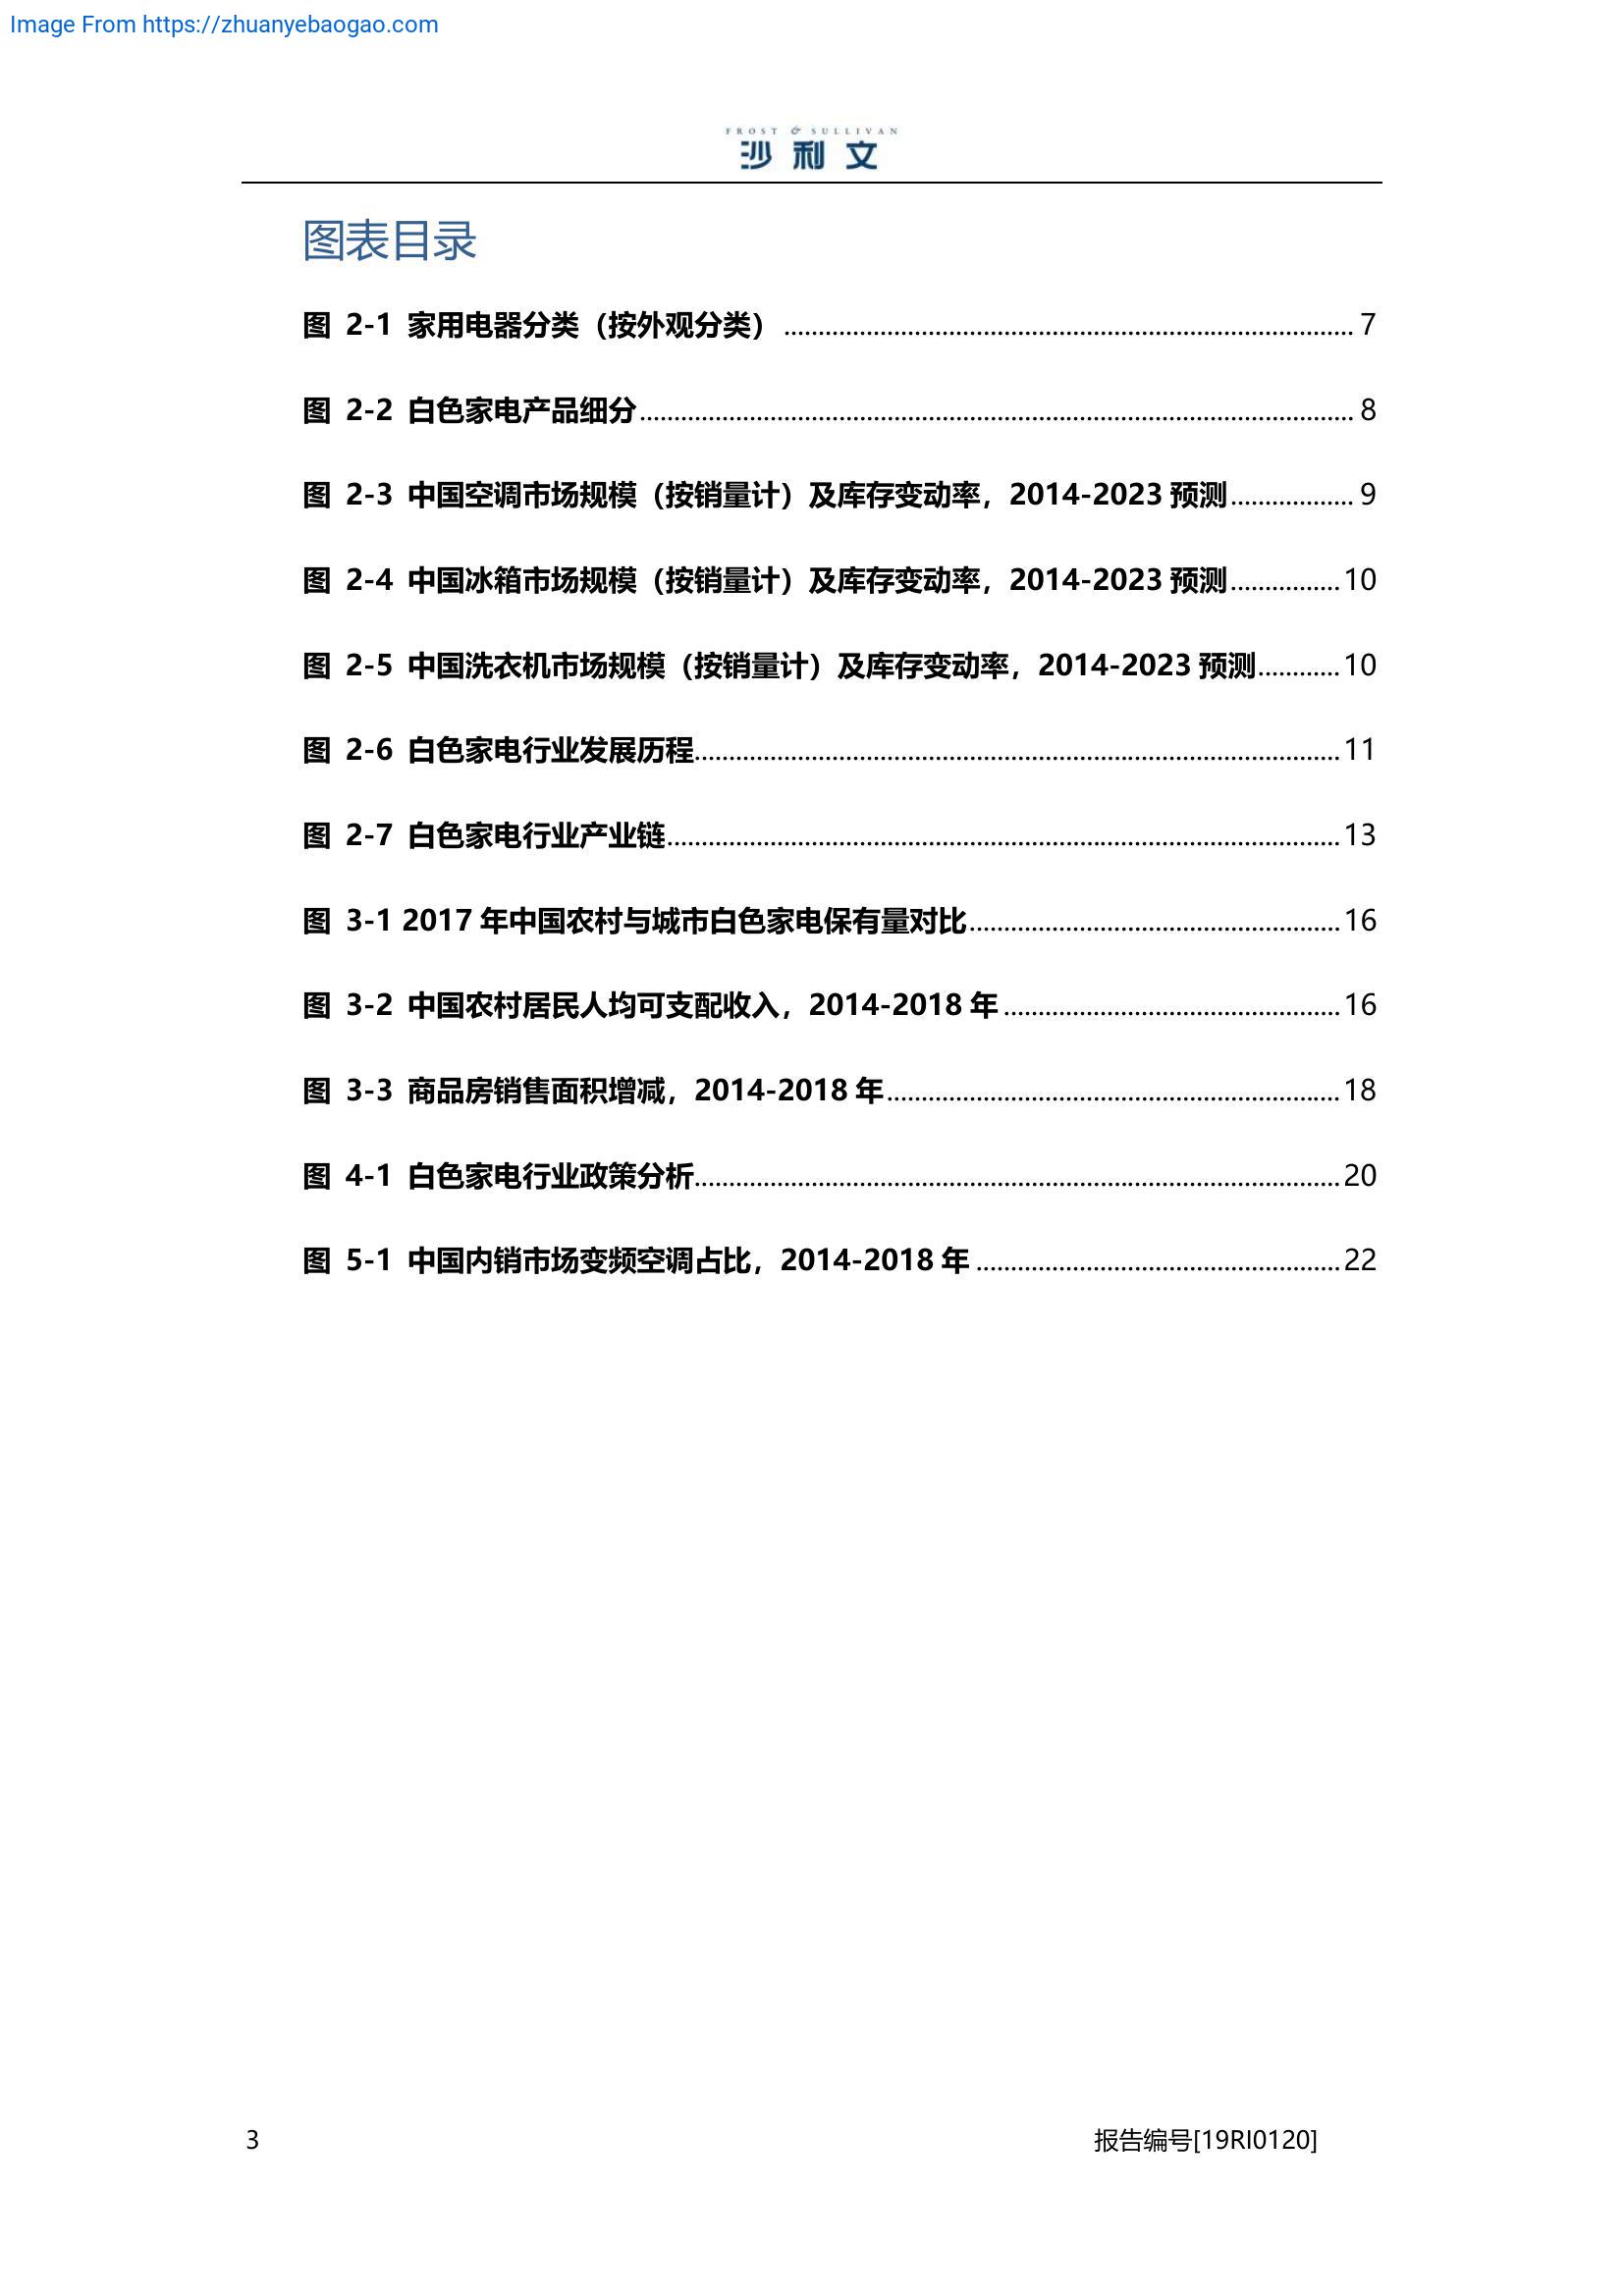 Image From https://zhuanyebaogao.com
FROST & SULLIVAN
沙利文
图表目录
图 2-1 家用电器分类（按外观分类） ........................ 7
图 2-2 白色家电产品细分 ........................ 8
图 2-3 中国空调市场规模（按销量计）及库存变动率，2014-2023 预测 ........................ 9
图 2-4 中国冰箱市场规模（按销量计）及库存变动率，2014-2023 预测 ........................ 10
图 2-5 中国洗衣机市场规模（按销量计）及库存变动率，2014-2023 预测 ........................ 10
图 2-6 白色家电行业发展历程 ........................ 11
图 2-7 白色家电行业产业链 ........................ 13
图 3-1 2017 年中国农村与城市白色家电保有量对比 ........................ 16
图 3-2 中国农村居民人均可支配收入，2014-2018 年 ........................ 16
图 3-3 商品房销售面积增减，2014-2018 年 ........................ 18
图 4-1 白色家电行业政策分析 ........................ 20
图 5-1 中国内销市场变频空调占比，2014-2018 年 ........................ 22
3
报告编号[19RI0120]